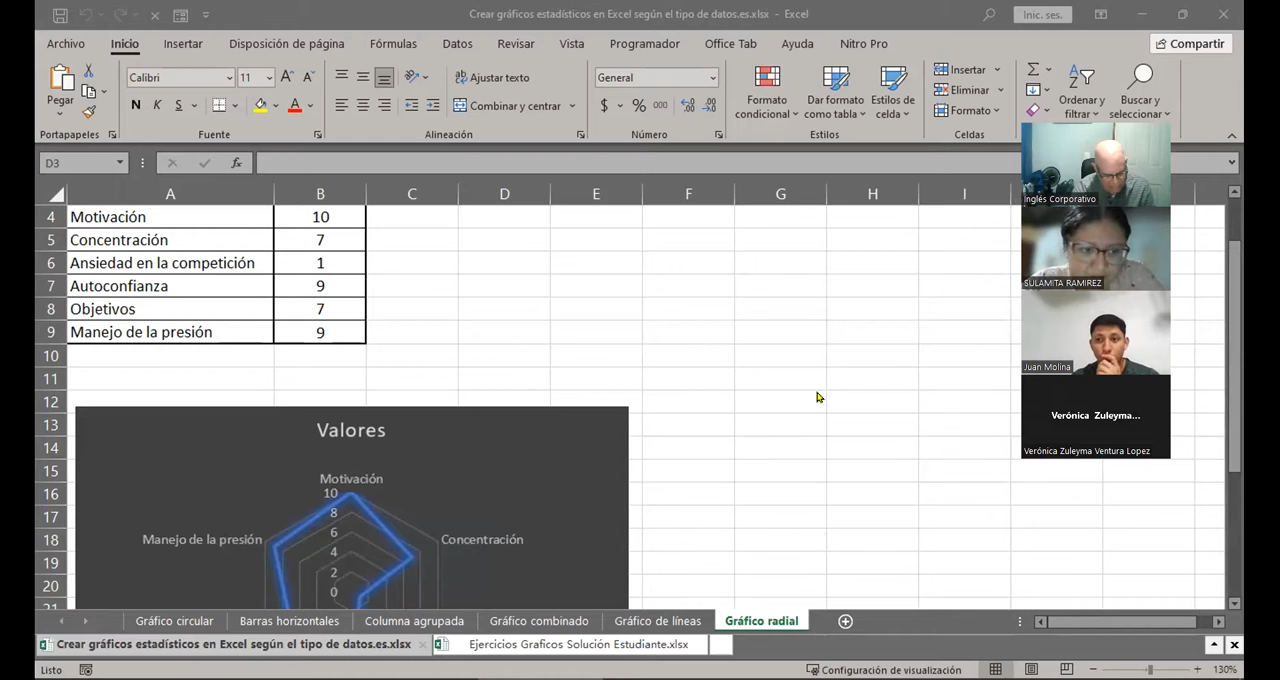 Crear gráficos estadísticos en Excel según el tipo de datos.es.xlsx - Excel
Inic. ses.
Archivo Inicio Insertar Disposición de página Fórmulas Datos Revisar Vista Programador Office Tab Ayuda Nitro Pro Compartir
Pegar
Calibri 11
N K S
Ajustar texto
Combinar y centrar
General
$ % 000
Formato condicional
Dar formato como tabla
Estilos de celda
Insertar
Eliminar
Formato
Ordenar y filtrar
Buscar y seleccionar
Portapapeles Fuente Alineación Número Estilos Celdas
D3 fx
A B C D E F G H I
4 Motivación 10
5 Concentración 7
6 Ansiedad en la competición 1
7 Autoconfianza 9
8 Objetivos 7
9 Manejo de la presión 9
10
11
12
13
14
15
16
17
18
19
20
21
Valores
Motivación
10
8
6
4
2
0
Manejo de la presión
Concentración
Inglés Corporativo
SULAMITA RAMIREZ
Juan Molina
Verónica Zuleyma...
Verónica Zuleyma Ventura Lopez
Gráfico circular Barras horizontales Columna agrupada Gráfico combinado Gráfico de líneas Gráfico radial
Crear gráficos estadísticos en Excel según el tipo de datos.es.xlsx Ejercicios Graficos Solución Estudiante.xlsx
Listo Configuración de visualización 130%